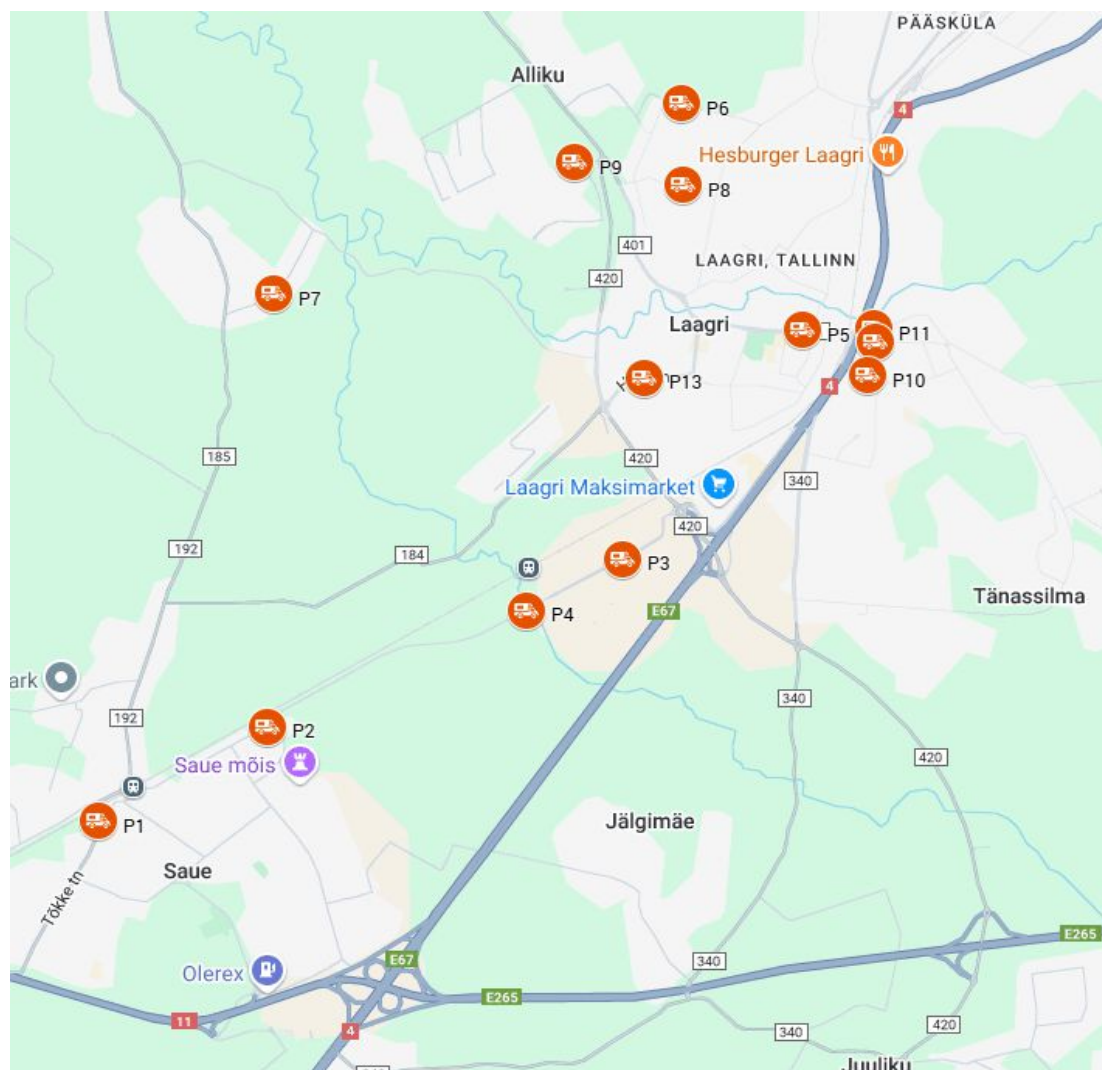 PÄÄSKÜLA
Alliku
4
P6
Hesburger Laagri
P9
P8
401
LAAGRI, TALLINN
420
P7
Laagri
P5
P11
P13
P10
4
185
420
Laagri Maksimarket
340
420
192
184
P3
Tänassilma
E67
P4
ark
340
192
P2
420
Saue mõis
Jälgimäe
P1
Saue
Tõkke tn
E265
E67
340
Olerex
E265
11
4
340
420
Juuliku